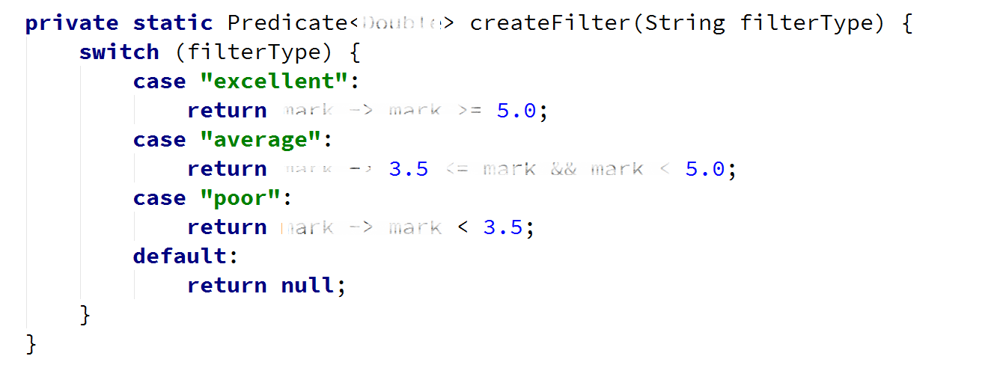 private static Predicate<Double> createFilter(String filterType) {
switch (filterType) {
case "excellent":
return mark -> mark >= 5.0;
case "average":
return mark -> 3.5 <= mark && mark < 5.0;
case "poor":
return mark -> mark < 3.5;
default:
return null;
}
}